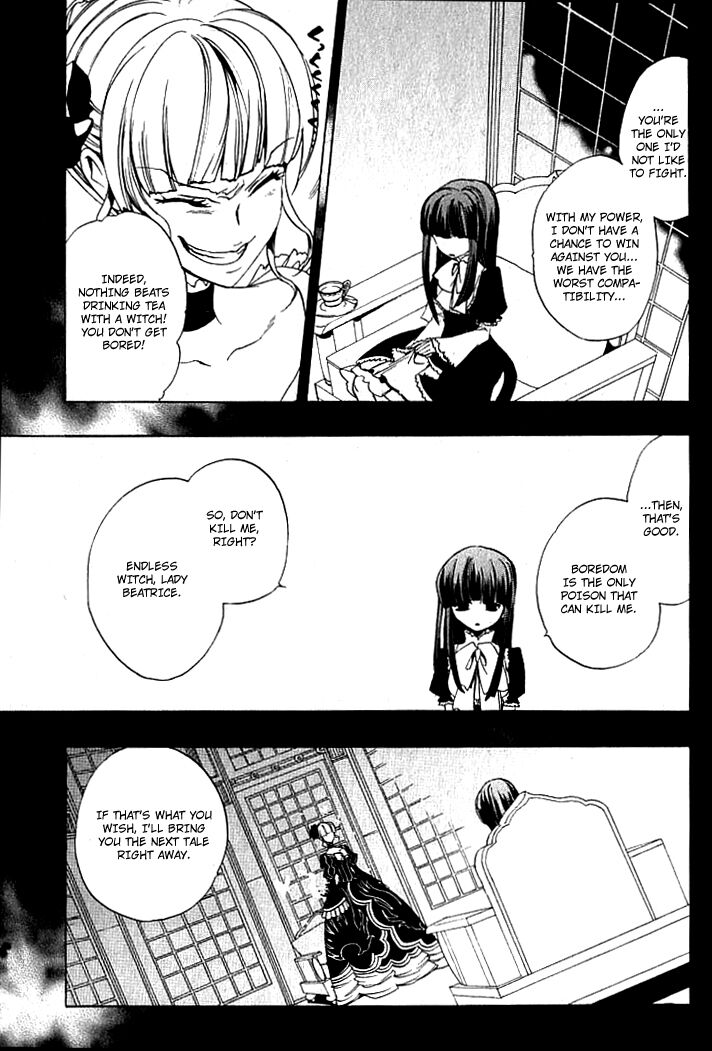 ...
YOU'RE
THE ONLY
ONE I'D
NOT LIKE
TO FIGHT.
WITH MY POWER,
I DON'T HAVE A
CHANCE TO WIN
AGAINST YOU...
WE HAVE THE
WORST COMPA-
TIBILITY...
INDEED,
NOTHING BEATS
DRINKING TEA
WITH A WITCH!
YOU DON'T GET
BORED!
...THEN,
THAT'S
GOOD.
BOREDOM
IS THE ONLY
POISON THAT
CAN KILL ME.
SO, DON'T
KILL ME,
RIGHT?
ENDLESS
WITCH, LADY
BEATRICE.
IF THAT'S WHAT YOU
WISH, I'LL BRING
YOU THE NEXT TALE
RIGHT AWAY.